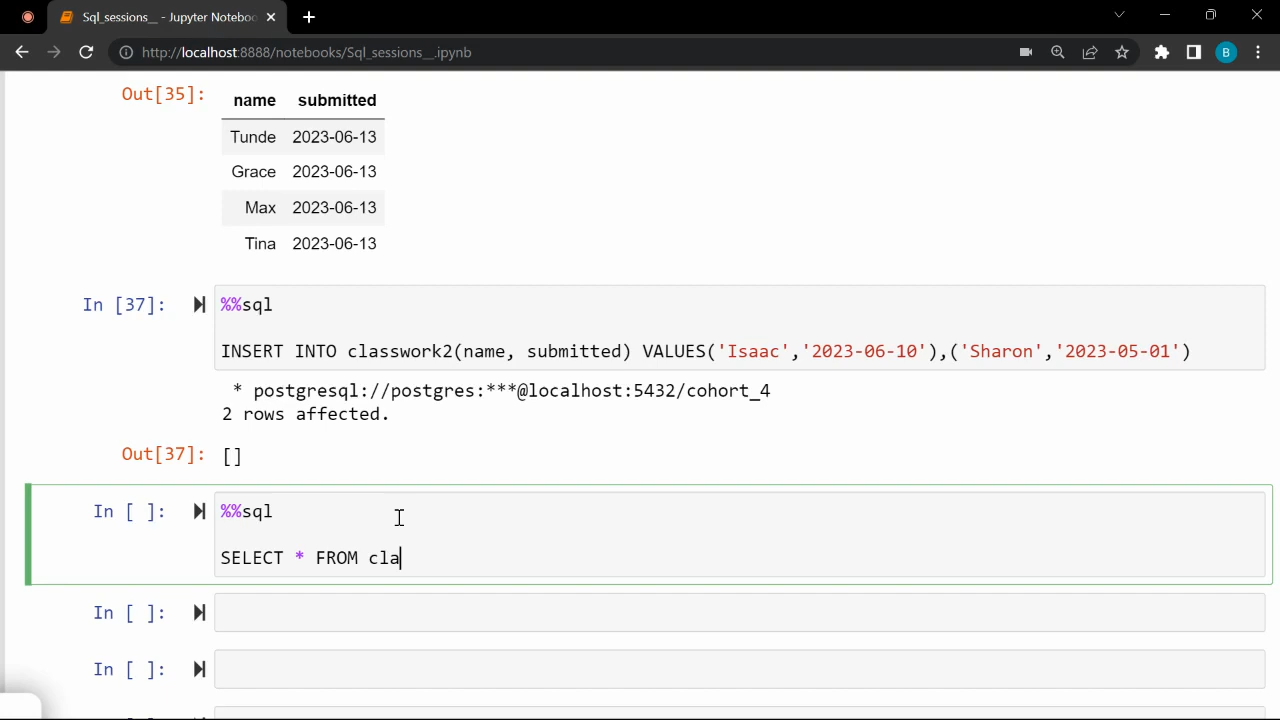 Sql_sessions__ - Jupyter Noteboo
http://localhost:8888/notebooks/Sql_sessions__.ipynb
B
Out[35]:
name submitted
Tunde 2023-06-13
Grace 2023-06-13
Max 2023-06-13
Tina 2023-06-13
In [37]: %%sql
INSERT INTO classwork2(name, submitted) VALUES('Isaac','2023-06-10'),('Sharon','2023-05-01')
* postgresql://postgres:***@localhost:5432/cohort_4
2 rows affected.
Out[37]: []
In [ ]: %%sql
SELECT * FROM cla
In [ ]:
In [ ]: